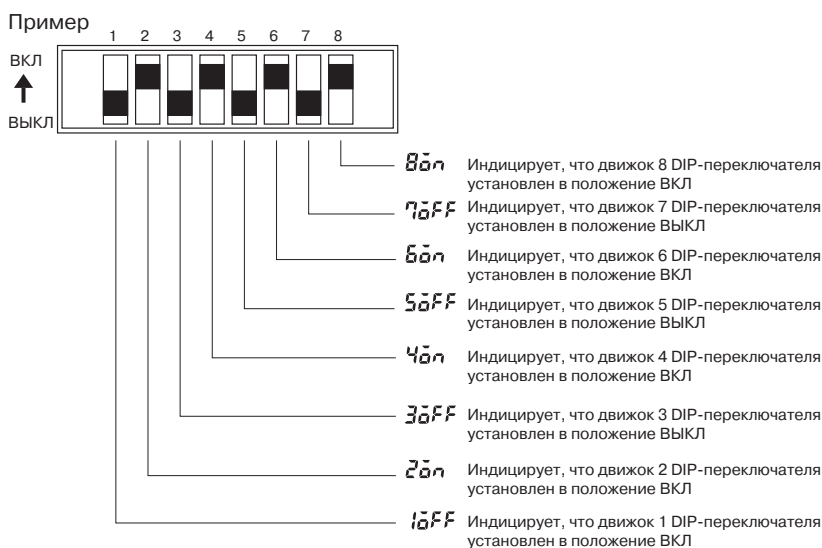 Пример
1 2 3 4 5 6 7 8
ВКЛ
ВЫКЛ
8on Индицирует, что движок 8 DIP-переключателя
установлен в положение ВКЛ
7oFF Индицирует, что движок 7 DIP-переключателя
установлен в положение ВЫКЛ
6on Индицирует, что движок 6 DIP-переключателя
установлен в положение ВКЛ
5oFF Индицирует, что движок 5 DIP-переключателя
установлен в положение ВЫКЛ
4on Индицирует, что движок 4 DIP-переключателя
установлен в положение ВКЛ
3oFF Индицирует, что движок 3 DIP-переключателя
установлен в положение ВЫКЛ
2on Индицирует, что движок 2 DIP-переключателя
установлен в положение ВКЛ
1oFF Индицирует, что движок 1 DIP-переключателя
установлен в положение ВКЛ